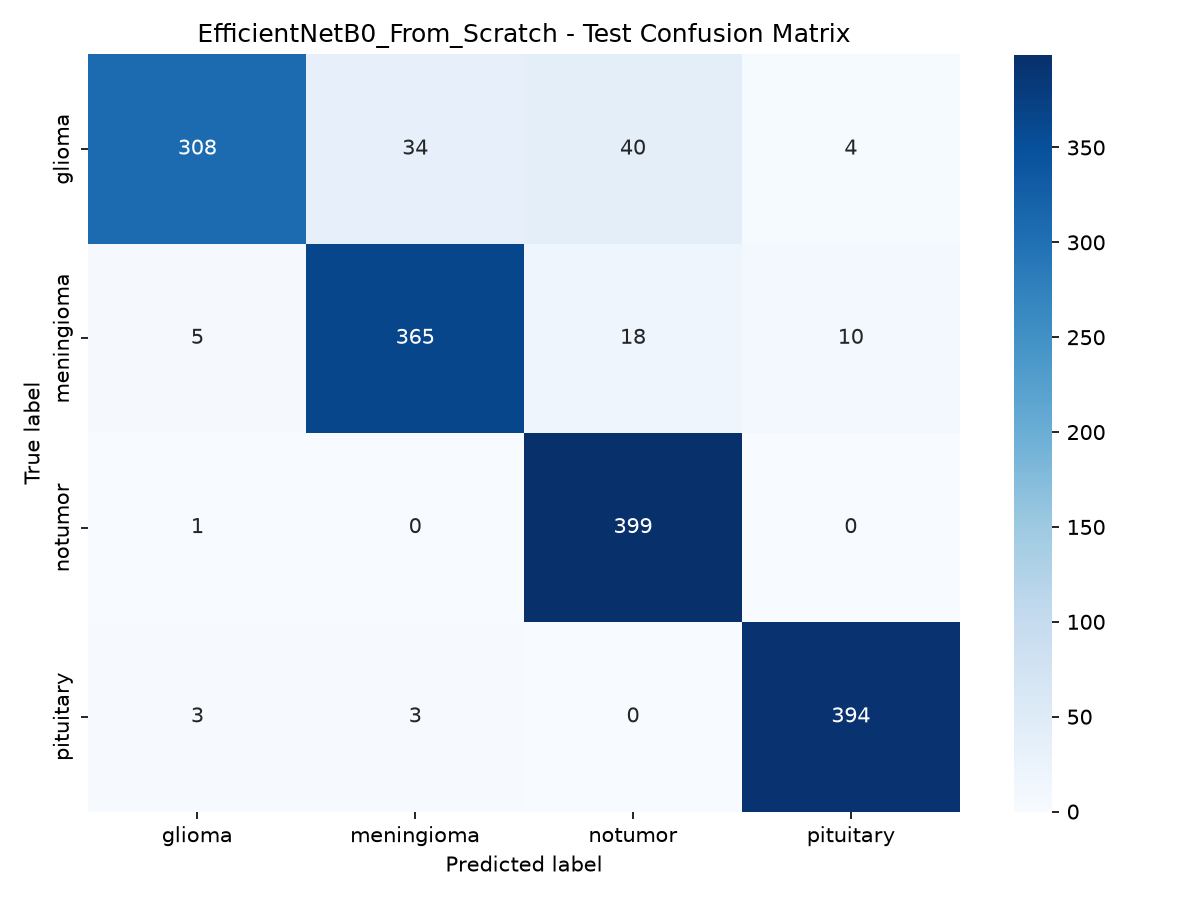 EfficientNetB0_From_Scratch - Test Confusion Matrix
True label
glioma 308 34 40 4
meningioma 5 365 18 10
notumor 1 0 399 0
pituitary 3 3 0 394
glioma meningioma notumor pituitary
Predicted label
350
300
250
200
150
100
50
0